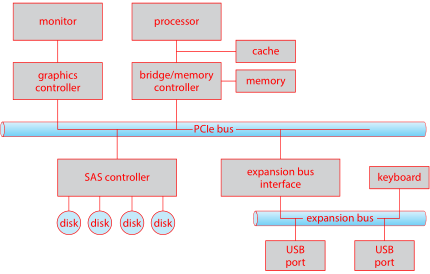 monitor
processor
cache
graphics
controller
bridge/memory
controller
memory
PCIe bus
SAS controller
expansion bus
interface
keyboard
disk
disk
disk
disk
expansion bus
USB
port
USB
port